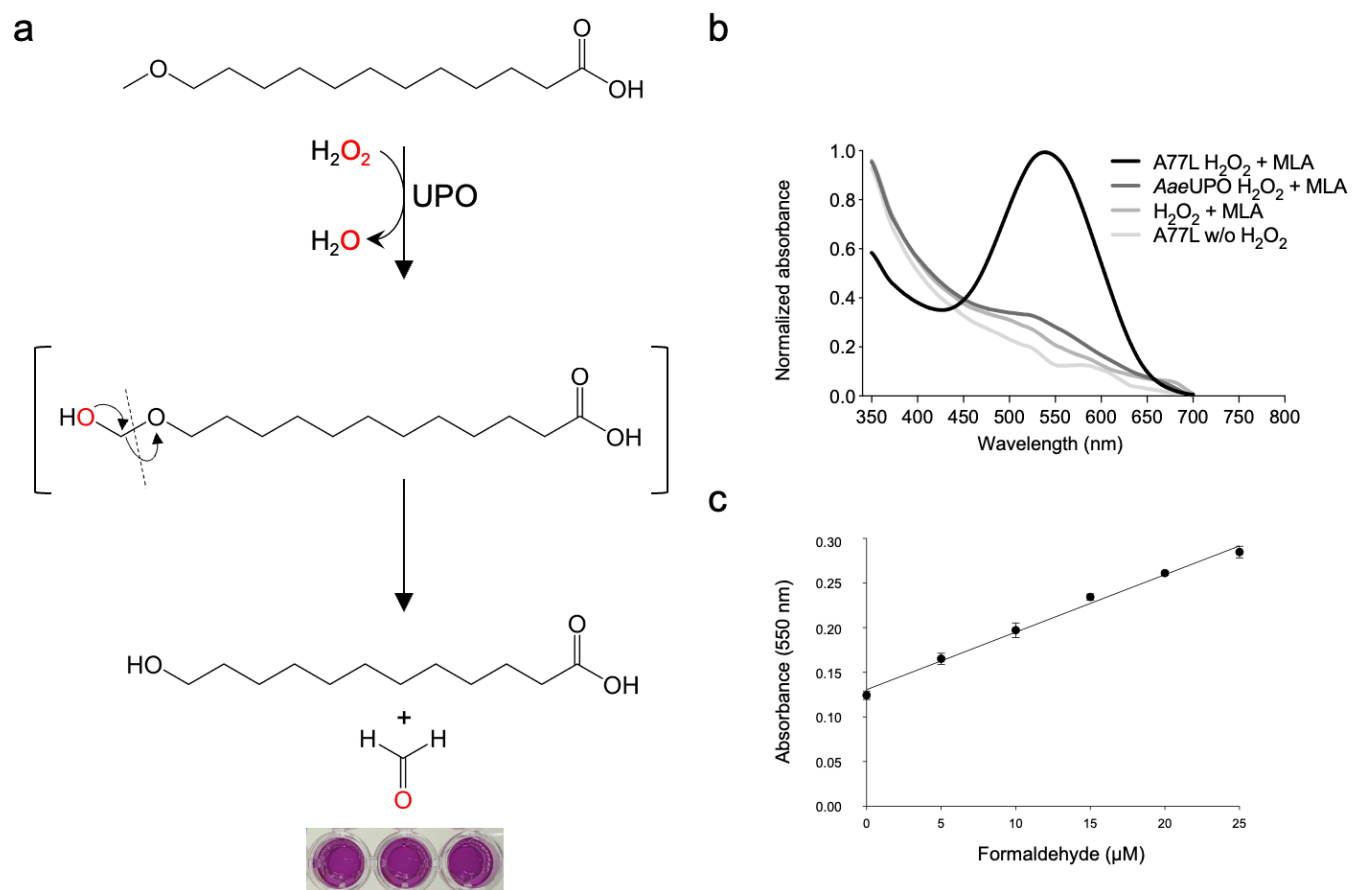 a
O
O
OH
H₂O₂
UPO
H₂O
HO
O
O
OH
HO
O
OH
+
H H
O
b
Normalized absorbance
1.0
0.8
0.6
0.4
0.2
0.0
350 400 450 500 550 600 650 700 750 800
Wavelength (nm)
A77L H₂O₂ + MLA
AaeUPO H₂O₂ + MLA
H₂O₂ + MLA
A77L w/o H₂O₂
c
Absorbance (550 nm)
0.30
0.25
0.20
0.15
0.10
0.05
0.00
0 5 10 15 20 25
Formaldehyde (µM)